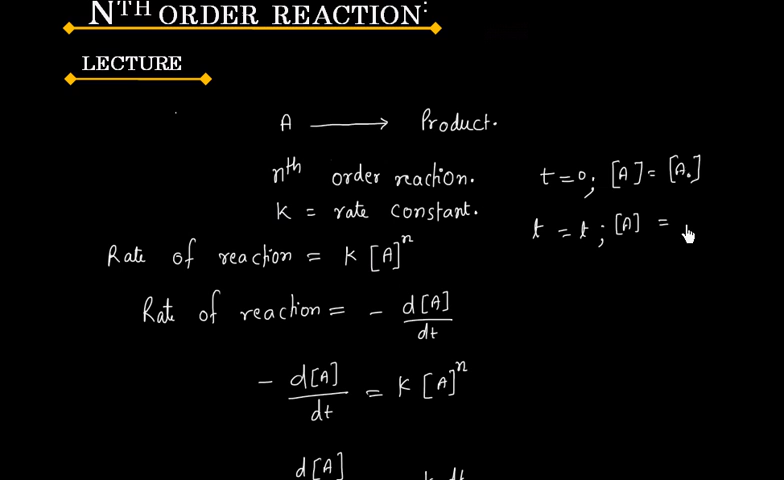 NTH ORDER REACTION:
LECTURE
A ⟶ Product.
nth order reaction.
t=0; [A]= [A₀]
K = rate constant.
t = t; [A] =
Rate of reaction = K [A]ⁿ
Rate of reaction = - d[A]/dt
- d[A]/dt = K [A]ⁿ
d[A]